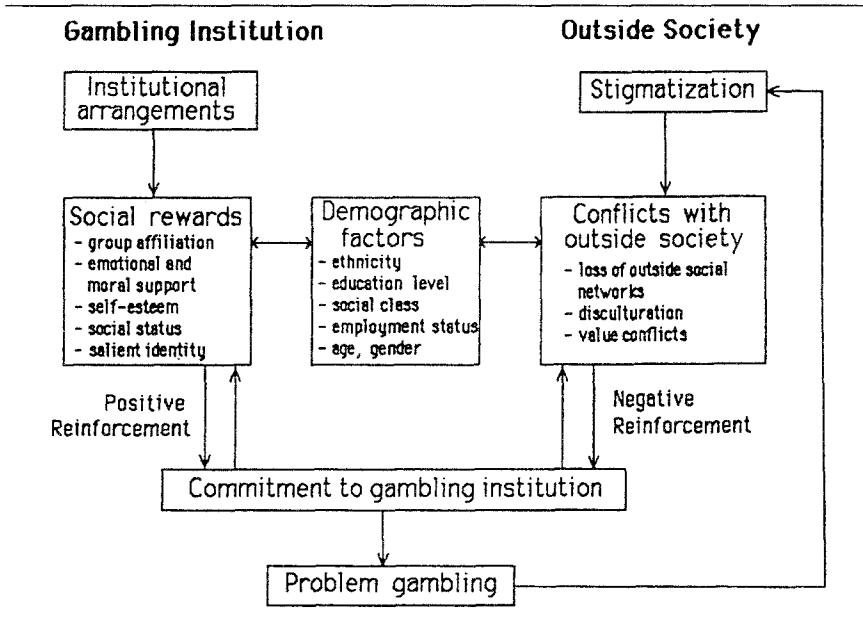 Gambling Institution
Outside Society
Institutional
arrangements
Stigmatization
Social rewards
- group affiliation
- emotional and
moral support
- self-esteem
- social status
- salient identity
Demographic
factors
- ethnicity
- education level
- social class
- employment status
- age, gender
Conflicts with
outside society
- loss of outside social
networks
- disculturation
- value conflicts
Positive
Reinforcement
Negative
Reinforcement
Commitment to gambling institution
Problem gambling